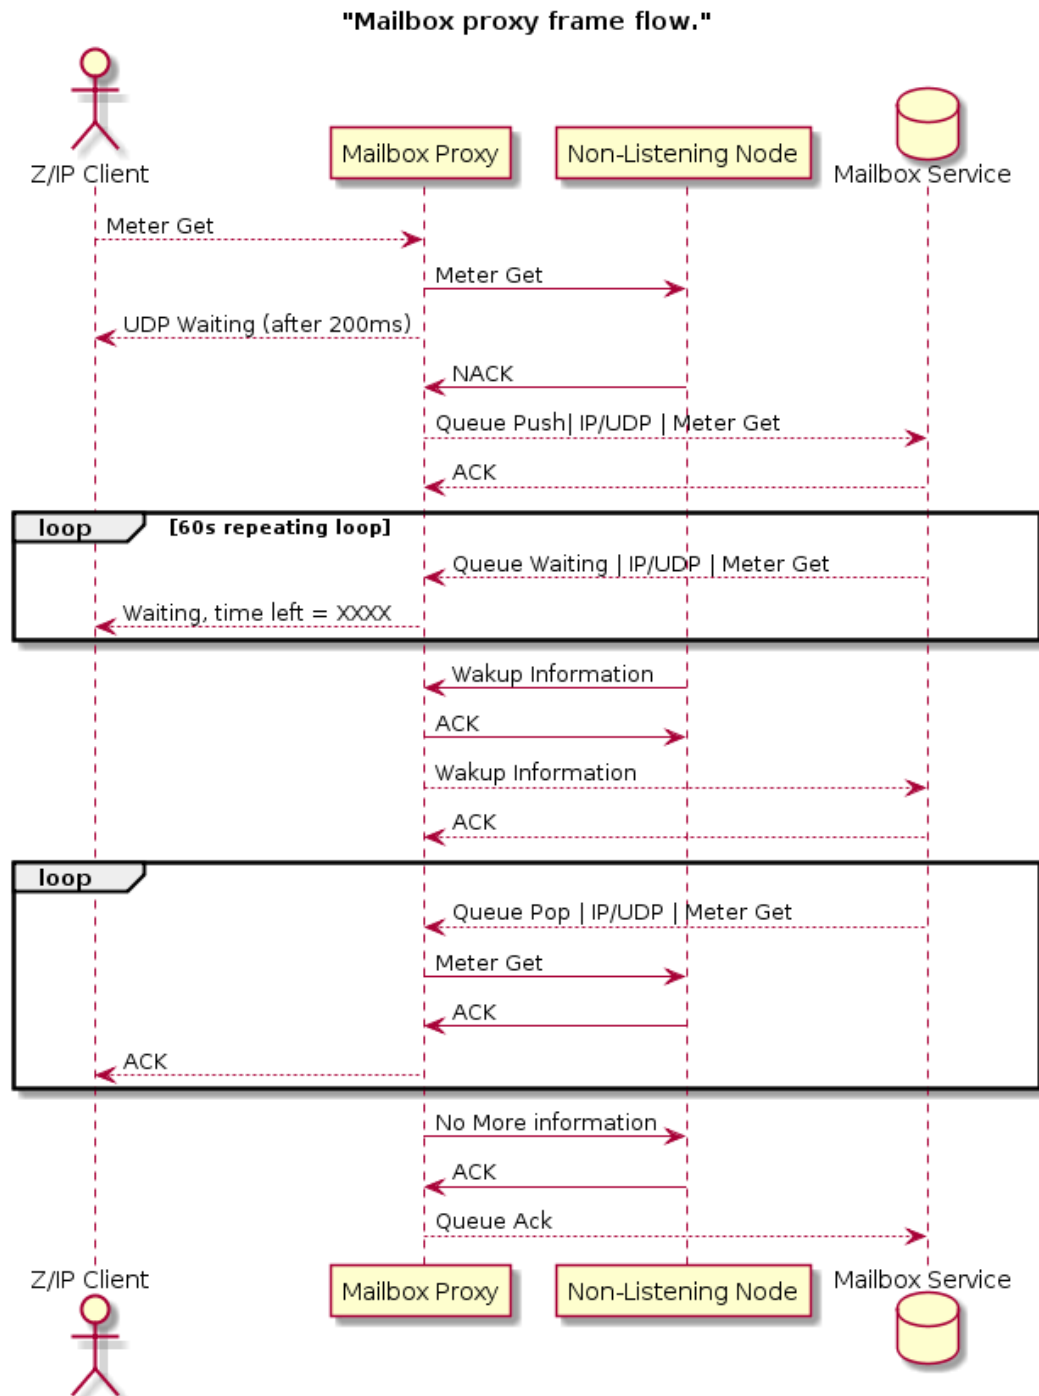 "Mailbox proxy frame flow."
Z/IP Client
Mailbox Proxy
Non-Listening Node
Mailbox Service
Meter Get
Meter Get
UDP Waiting (after 200ms)
NACK
Queue Push| IP/UDP | Meter Get
ACK
loop [60s repeating loop]
Queue Waiting | IP/UDP | Meter Get
Waiting, time left = XXXX
Wakup Information
ACK
Wakup Information
ACK
loop
Queue Pop | IP/UDP | Meter Get
Meter Get
ACK
ACK
No More information
ACK
Queue Ack
Z/IP Client
Mailbox Proxy
Non-Listening Node
Mailbox Service